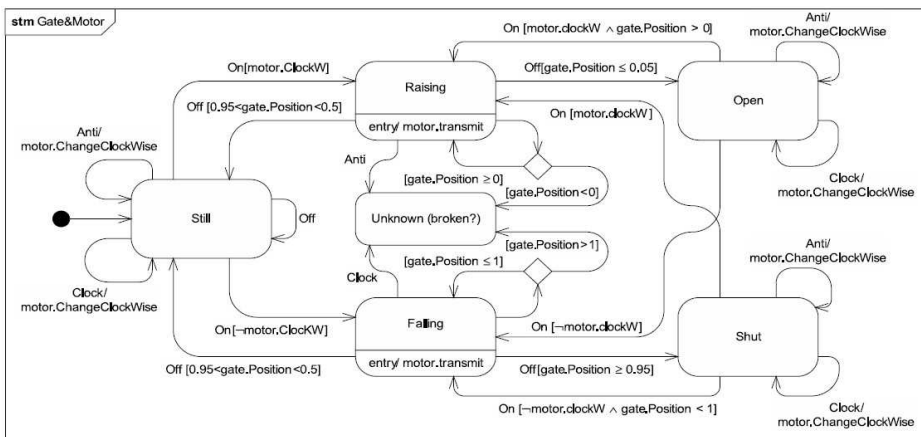 stm Gate&Motor
On [motor.clockW ∧ gate.Position > 0]
Anti/
motor.ChangeClockWise
On[motor.ClockW]
Raising
Off[gate.Position ≤ 0.05]
Open
Off [0.95<gate.Position<0.5]
On [motor.clockW]
entry/ motor.transmit
Anti/
motor.ChangeClockWise
Anti
[gate.Position ≥0]
[gate.Position<0]
Clock/
motor.ChangeClockWise
Still
Off
Unknown (broken?)
[gate.Position>1]
[gate.Position ≤ 1]
Anti/
motor.ChangeClockWise
Clock
Clock/
motor.ChangeClockWise
On[¬motor.ClocKW]
Falling
On [¬motor.clockW]
Shut
Off [0.95<gate.Position<0.5]
entry/ motor.transmit
Off[gate.Position ≥ 0.95]
On [¬motor.clockW ∧ gate.Position < 1]
Clock/
motor.ChangeClockWise